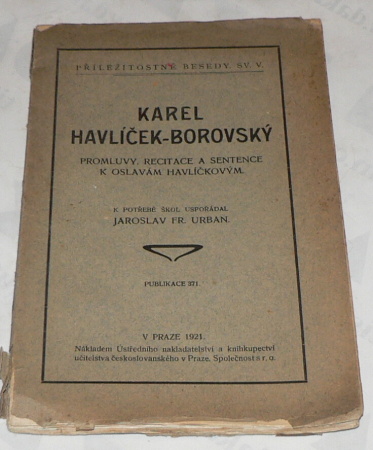 PŘÍLEŽITOSTNÉ BESEDY, SV. V.
KAREL
HAVLÍČEK-BOROVSKÝ
PROMLUVY, RECITACE A SENTENCE
K OSLAVÁM HAVLÍČKOVÝM.
K POTŘEBĚ ŠKOL USPOŘÁDAL
JAROSLAV FR. URBAN.
PUBLIKACE 371.
V PRAZE 1921.
Nákladem Ústředního nakladatelství a knihkupectví
učitelstva československého v Praze, Společnost s r. o.